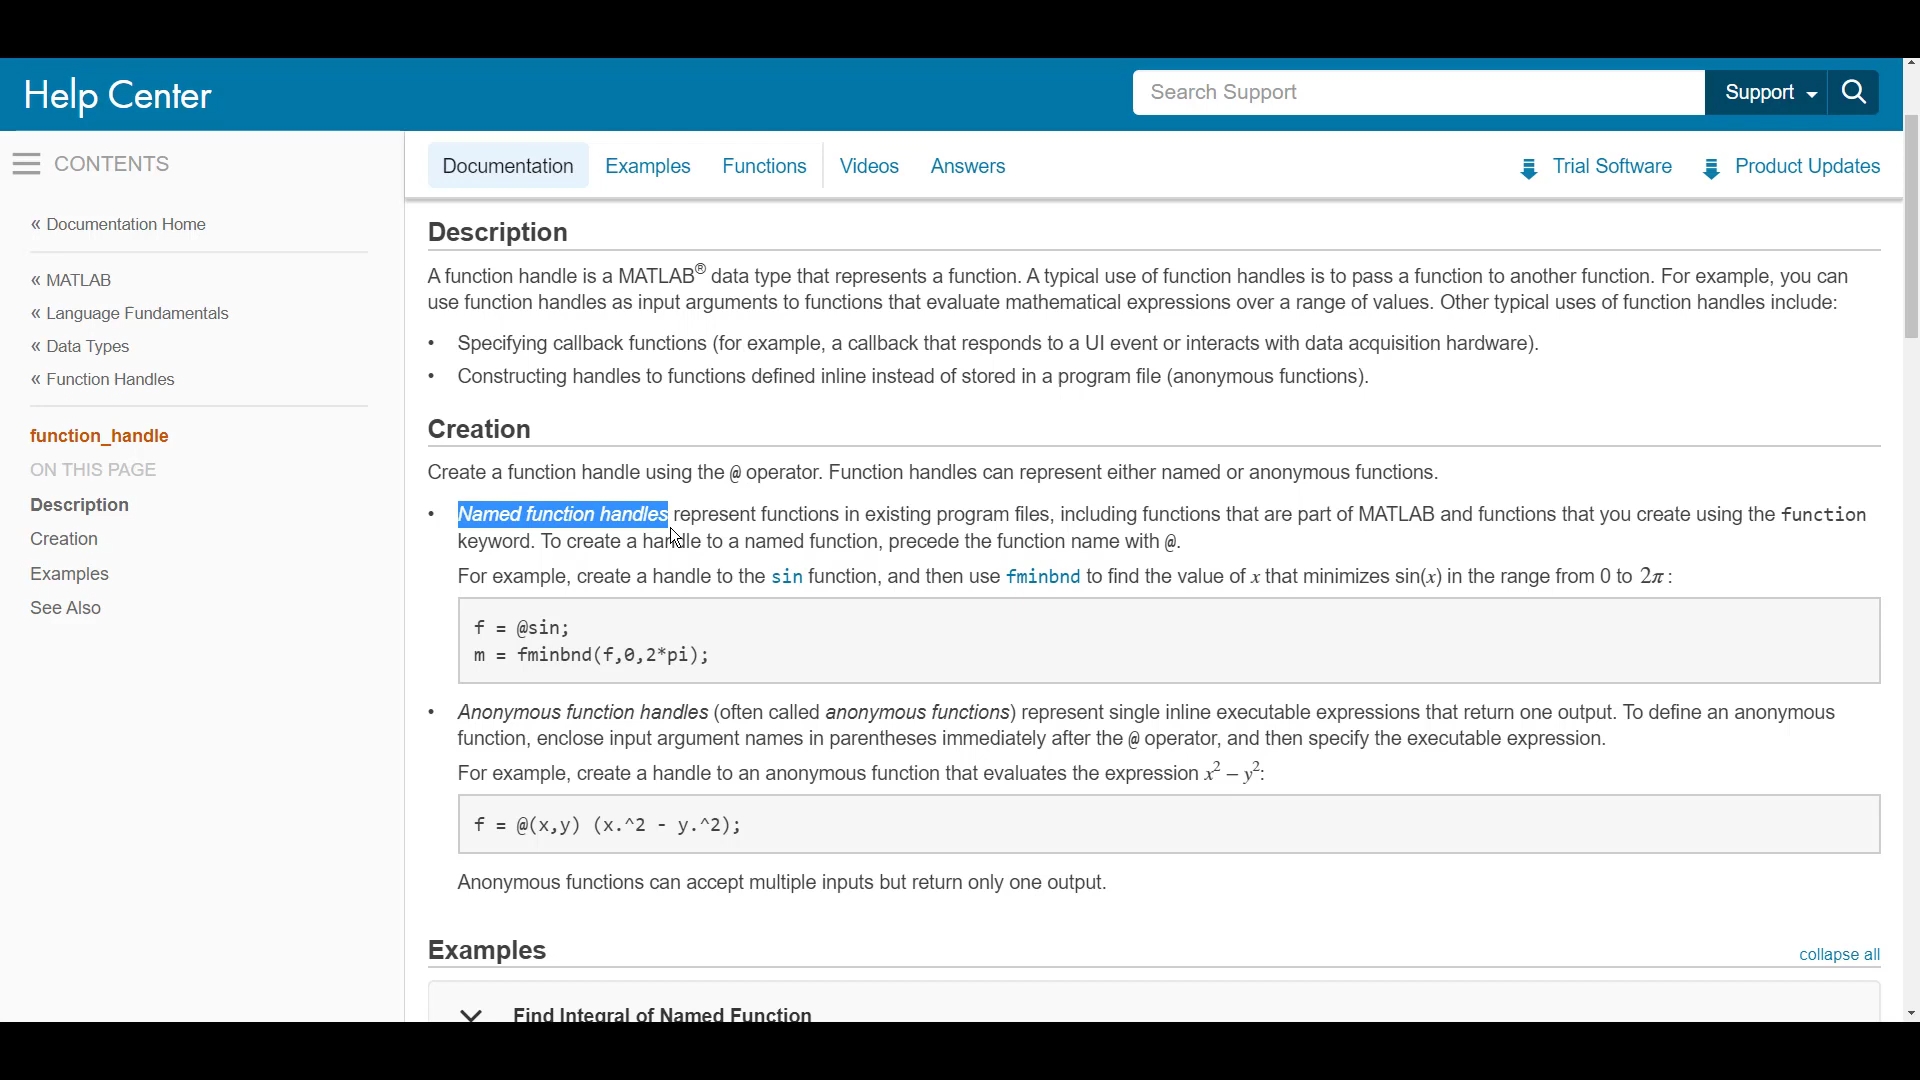 Help Center
Search Support
Support
CONTENTS
« Documentation Home
« MATLAB
« Language Fundamentals
« Data Types
« Function Handles
function_handle
ON THIS PAGE
Description
Creation
Examples
See Also
Documentation Examples Functions Videos Answers Trial Software Product Updates
Description
A function handle is a MATLAB® data type that represents a function. A typical use of function handles is to pass a function to another function. For example, you can
use function handles as input arguments to functions that evaluate mathematical expressions over a range of values. Other typical uses of function handles include:
• Specifying callback functions (for example, a callback that responds to a UI event or interacts with data acquisition hardware).
• Constructing handles to functions defined inline instead of stored in a program file (anonymous functions).
Creation
Create a function handle using the @ operator. Function handles can represent either named or anonymous functions.
• Named function handles represent functions in existing program files, including functions that are part of MATLAB and functions that you create using the function
keyword. To create a handle to a named function, precede the function name with @.
For example, create a handle to the sin function, and then use fminbnd to find the value of x that minimizes sin(x) in the range from 0 to 2π:
f = @sin;
m = fminbnd(f,0,2*pi);
• Anonymous function handles (often called anonymous functions) represent single inline executable expressions that return one output. To define an anonymous
function, enclose input argument names in parentheses immediately after the @ operator, and then specify the executable expression.
For example, create a handle to an anonymous function that evaluates the expression x² – y²:
f = @(x,y) (x.^2 - y.^2);
Anonymous functions can accept multiple inputs but return only one output.
Examples
collapse all
Find Integral of Named Function